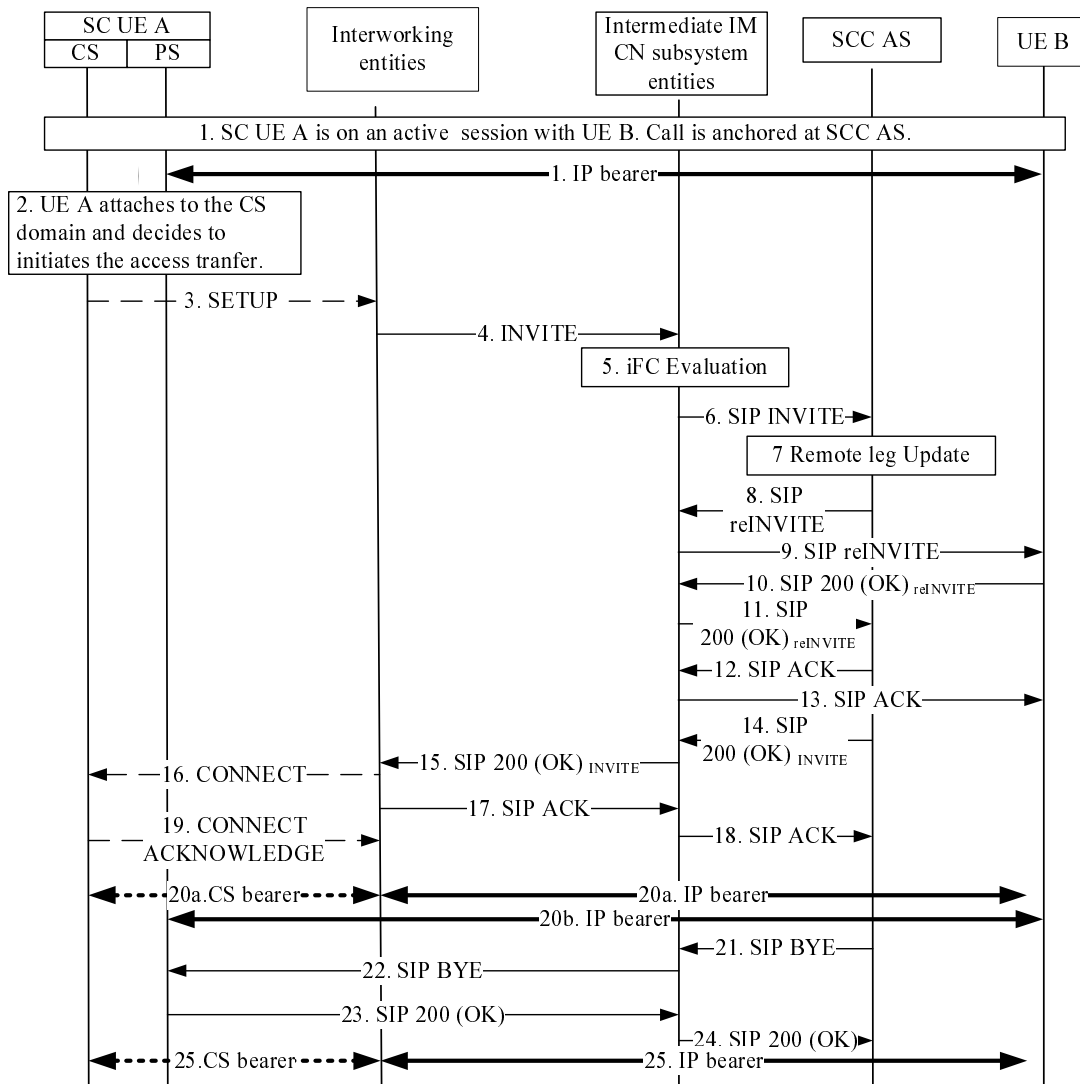 SC UE A
CS
PS
Interworking
entities
Intermediate IM
CN subsystem
entities
SCC AS
UE B
1. SC UE A is on an active session with UE B. Call is anchored at SCC AS.
1. IP bearer
2. UE A attaches to the CS
domain and decides to
initiates the access tranfer.
3. SETUP
4. INVITE
5. iFC Evaluation
6. SIP INVITE
7 Remote leg Update
8. SIP
reINVITE
9. SIP reINVITE
10. SIP 200 (OK) reINVITE
11. SIP
200 (OK) reINVITE
12. SIP ACK
13. SIP ACK
14. SIP
200 (OK) INVITE
15. SIP 200 (OK) INVITE
16. CONNECT
17. SIP ACK
19. CONNECT
ACKNOWLEDGE
18. SIP ACK
20a.CS bearer
20a. IP bearer
20b. IP bearer
21. SIP BYE
22. SIP BYE
23. SIP 200 (OK)
24. SIP 200 (OK)
25.CS bearer
25. IP bearer